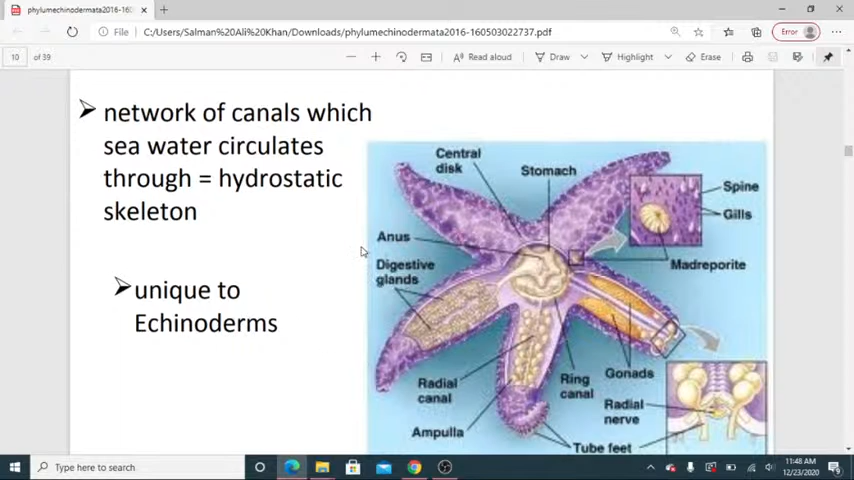 phylumechinodermata2016-160
File
C:/Users/Salman%20Ali%20Khan/Downloads/phylumechinodermata2016-160503022737.pdf
Error
10 of 39
Read aloud
Draw
Highlight
Erase
network of canals which
sea water circulates
through = hydrostatic
skeleton
unique to
Echinoderms
Central
disk
Stomach
Spine
Gills
Anus
Madreporite
Digestive
glands
Gonads
Radial
canal
Ring
canal
Radial
nerve
Ampulla
Tube feet
Type here to search
11:48 AM
12/23/2020